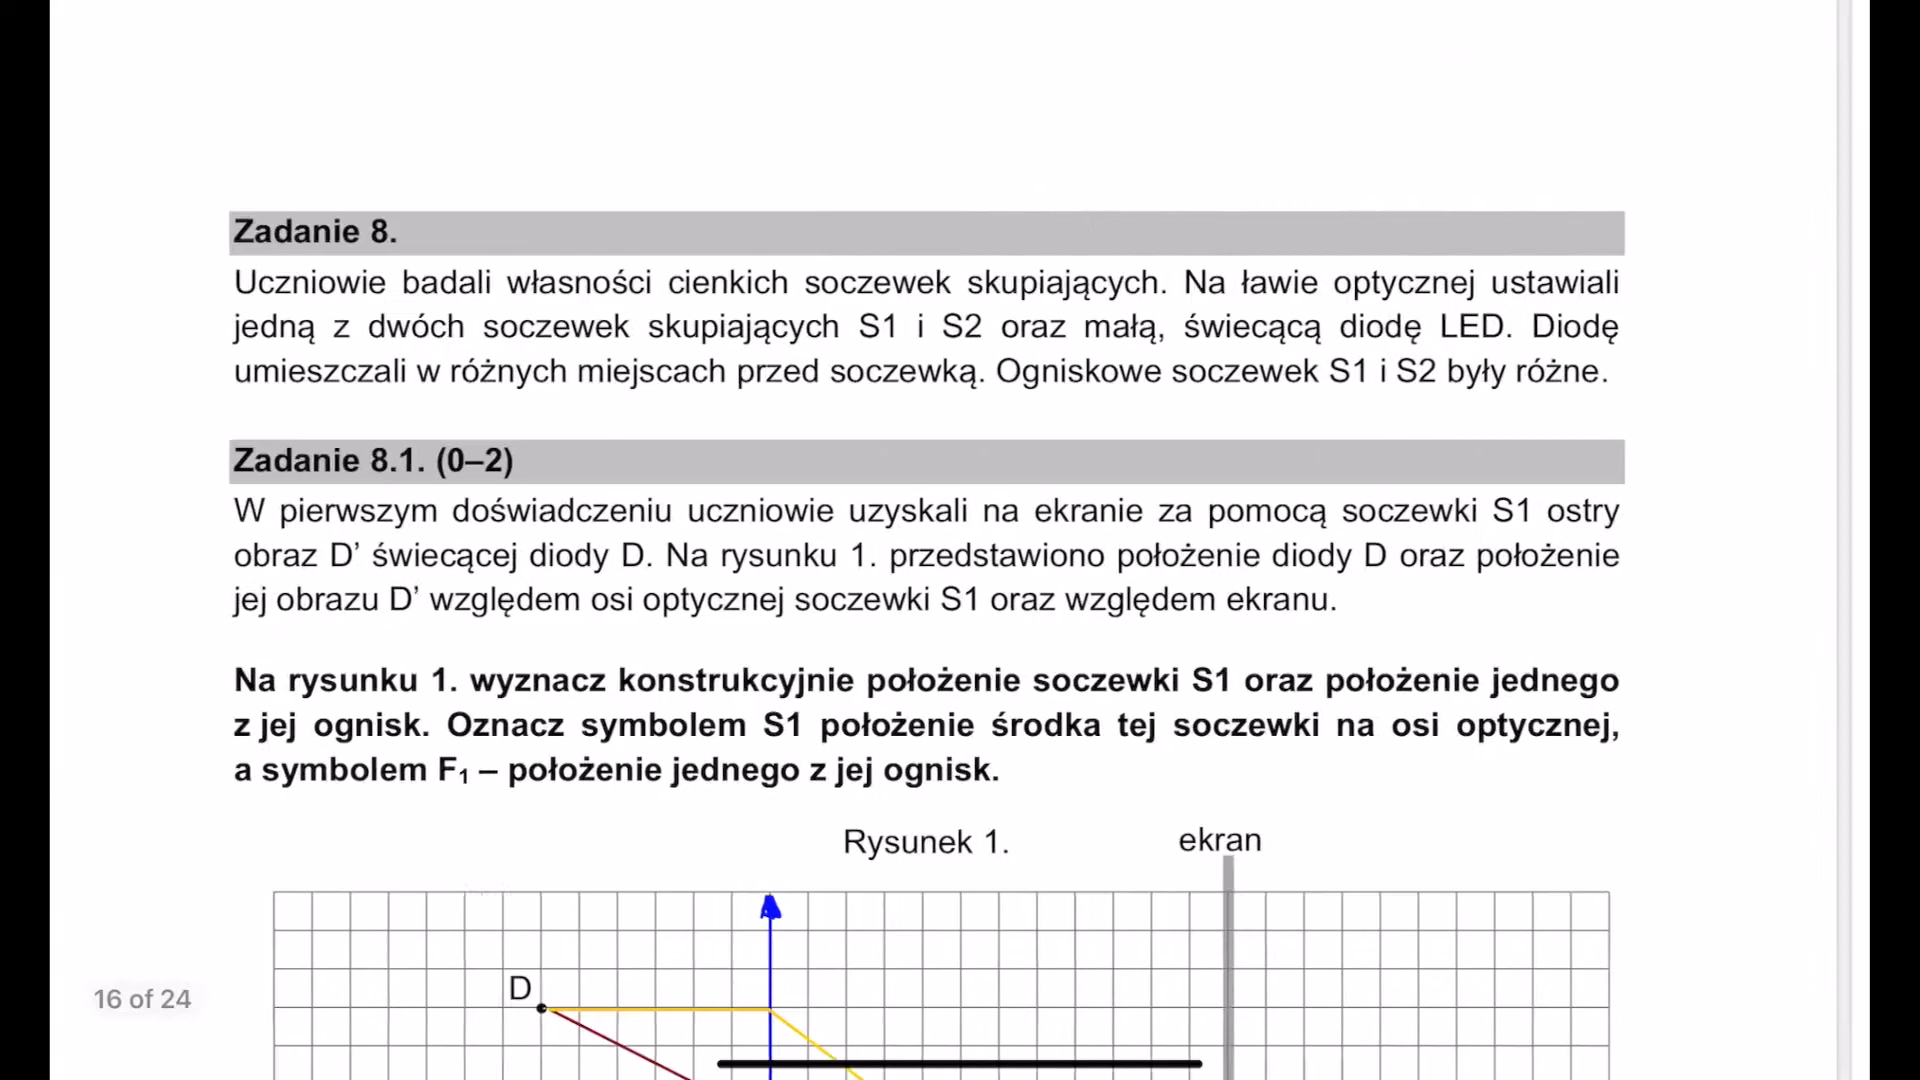 Zadanie 8.
Uczniowie badali własności cienkich soczewek skupiających. Na ławie optycznej ustawiali
jedną z dwóch soczewek skupiających S1 i S2 oraz małą, świecącą diodę LED. Diodę
umieszczali w różnych miejscach przed soczewką. Ogniskowe soczewek S1 i S2 były różne.
Zadanie 8.1. (0–2)
W pierwszym doświadczeniu uczniowie uzyskali na ekranie za pomocą soczewki S1 ostry
obraz D’ świecącej diody D. Na rysunku 1. przedstawiono położenie diody D oraz położenie
jej obrazu D’ względem osi optycznej soczewki S1 oraz względem ekranu.
Na rysunku 1. wyznacz konstrukcyjnie położenie soczewki S1 oraz położenie jednego
z jej ognisk. Oznacz symbolem S1 położenie środka tej soczewki na osi optycznej,
a symbolem F₁ – położenie jednego z jej ognisk.
Rysunek 1.
ekran
D
16 of 24